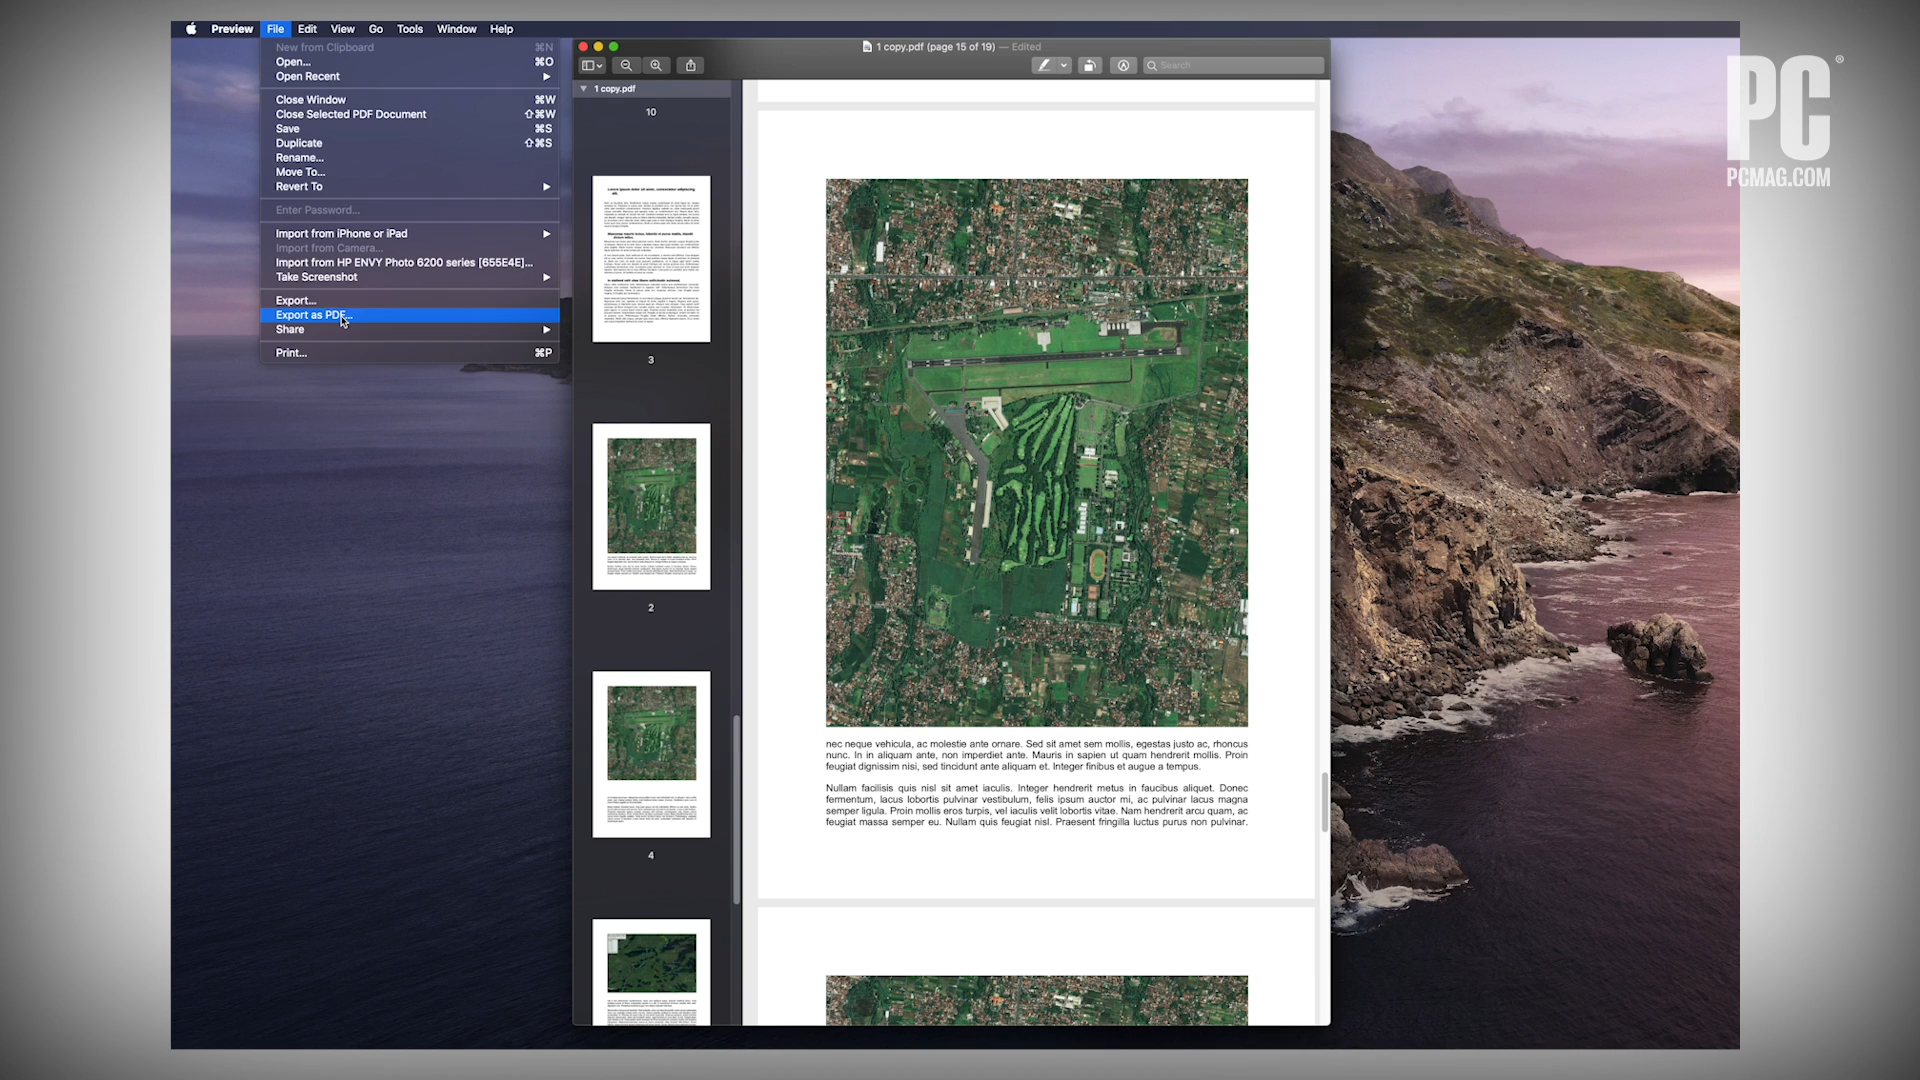 Preview File Edit View Go Tools Window Help
New from Clipboard ⌘N
Open... ⌘O
Open Recent
Close Window ⌘W
Close Selected PDF Document ⇧⌘W
Save ⌘S
Duplicate ⇧⌘S
Rename...
Move To...
Revert To
Enter Password...
Import from iPhone or iPad
Import from Camera...
Import from HP ENVY Photo 6200 series [655E4E]...
Take Screenshot
Export...
Export as PDF...
Share
Print... ⌘P
1 copy.pdf (page 15 of 19) — Edited
Search
1 copy.pdf
10
Lorem ipsum dolor sit amet, consectetur adipiscing
elit.
3
2
4
nec neque vehicula, ac molestie ante ornare. Sed sit amet sem mollis, egestas justo ac, rhoncus
nunc. In in aliquam ante, non imperdiet ante. Mauris in sapien ut quam hendrerit mollis. Proin
feugiat dignissim nisi, sed tincidunt ante aliquam et. Integer finibus et augue a tempus.
Nullam facilisis quis nisl sit amet iaculis. Integer hendrerit metus in faucibus aliquet. Donec
fermentum, lacus lobortis pulvinar vestibulum, felis ipsum auctor mi, ac pulvinar lacus magna
semper ligula. Proin mollis eros turpis, vel iaculis velit lobortis vitae. Nam hendrerit arcu quam, ac
feugiat massa semper eu. Nullam quis feugiat nisl. Praesent fringilla luctus purus non pulvinar.
PC®
PCMAG.COM